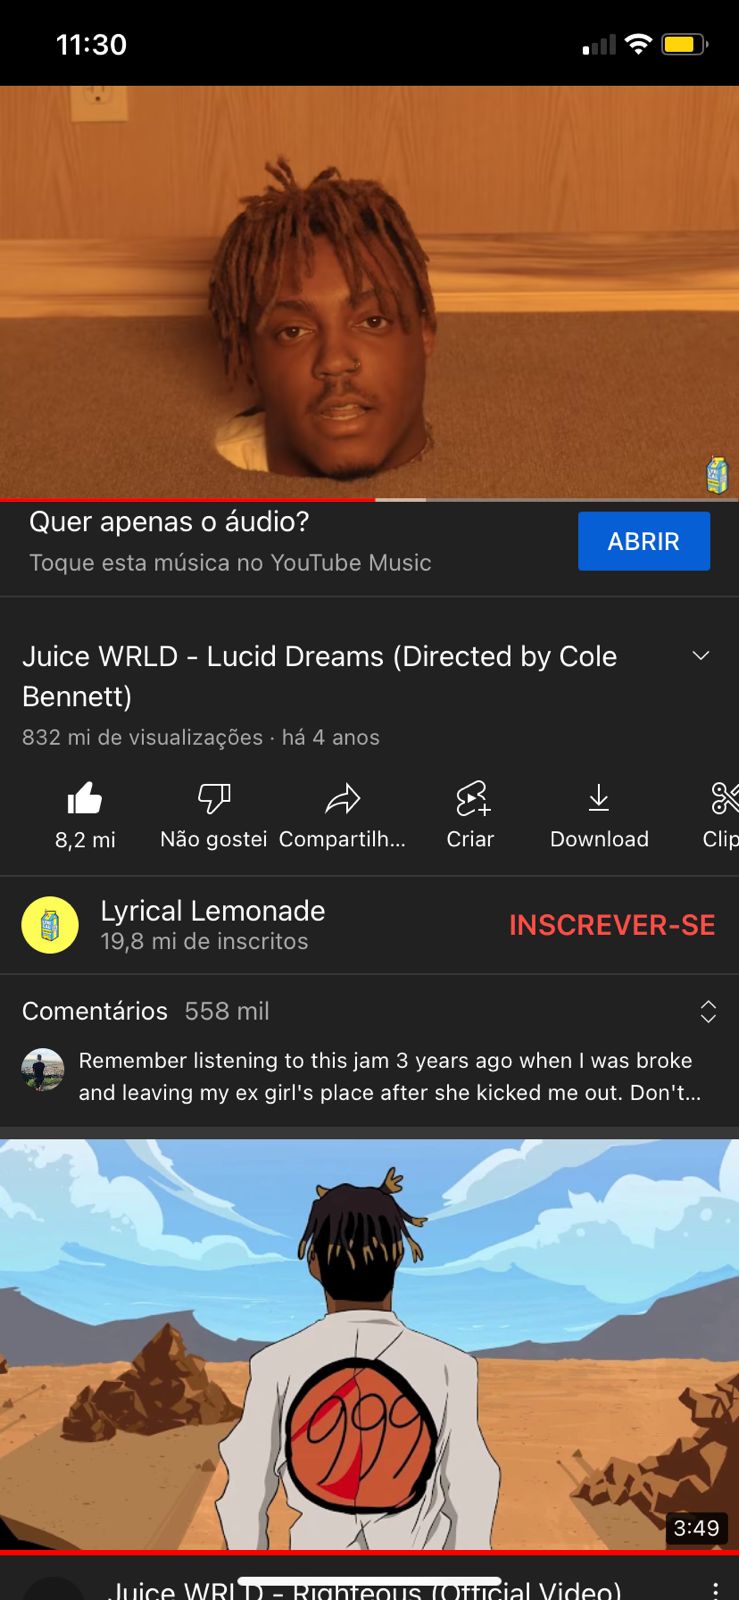 11:30
Quer apenas o áudio?
Toque esta música no YouTube Music
ABRIR
Juice WRLD - Lucid Dreams (Directed by Cole
Bennett)
832 mi de visualizações · há 4 anos
8,2 mi
Não gostei
Compartilh...
Criar
Download
Clip
Lyrical Lemonade
19,8 mi de inscritos
INSCREVER-SE
Comentários 558 mil
Remember listening to this jam 3 years ago when I was broke
and leaving my ex girl's place after she kicked me out. Don't...
999
3:49
Juice WRLD - Righteous (Official Video)